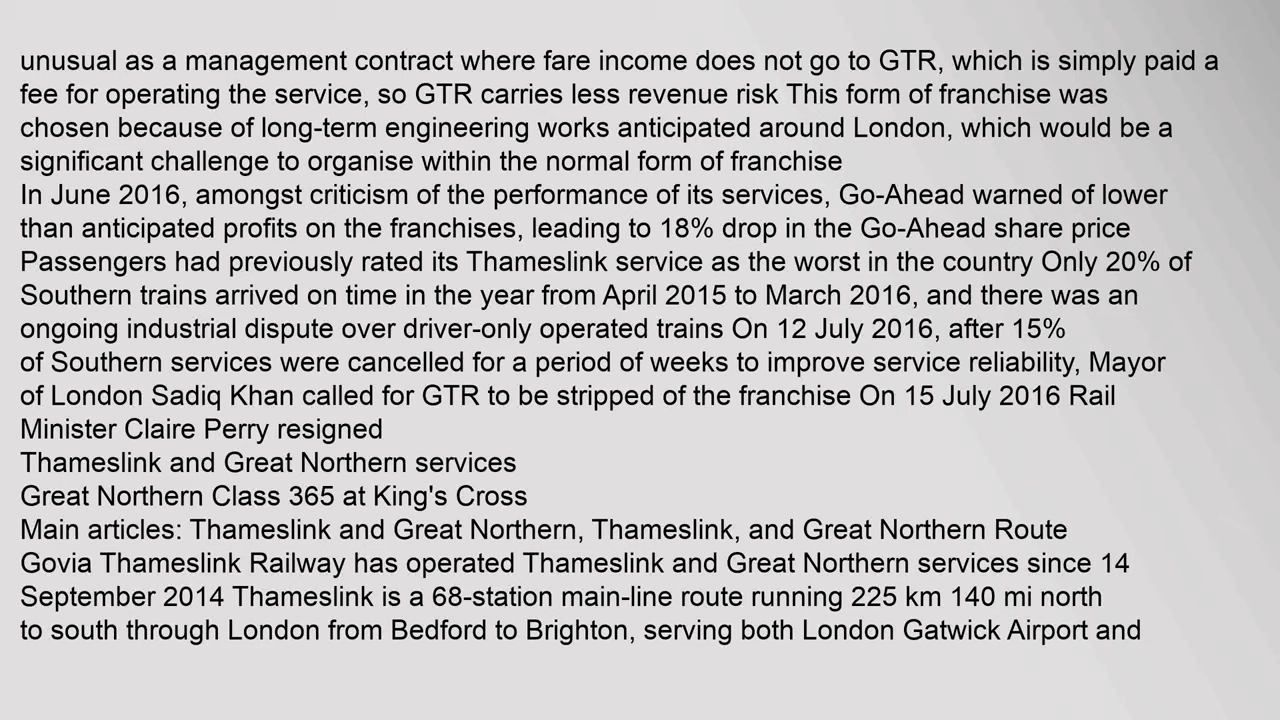 unusual as a management contract where fare income does not go to GTR, which is simply paid a
fee for operating the service, so GTR carries less revenue risk This form of franchise was
chosen because of long-term engineering works anticipated around London, which would be a
significant challenge to organise within the normal form of franchise
In June 2016, amongst criticism of the performance of its services, Go-Ahead warned of lower
than anticipated profits on the franchises, leading to 18% drop in the Go-Ahead share price
Passengers had previously rated its Thameslink service as the worst in the country Only 20% of
Southern trains arrived on time in the year from April 2015 to March 2016, and there was an
ongoing industrial dispute over driver-only operated trains On 12 July 2016, after 15%
of Southern services were cancelled for a period of weeks to improve service reliability, Mayor
of London Sadiq Khan called for GTR to be stripped of the franchise On 15 July 2016 Rail
Minister Claire Perry resigned
Thameslink and Great Northern services
Great Northern Class 365 at King's Cross
Main articles: Thameslink and Great Northern, Thameslink, and Great Northern Route
Govia Thameslink Railway has operated Thameslink and Great Northern services since 14
September 2014 Thameslink is a 68-station main-line route running 225 km 140 mi north
to south through London from Bedford to Brighton, serving both London Gatwick Airport and